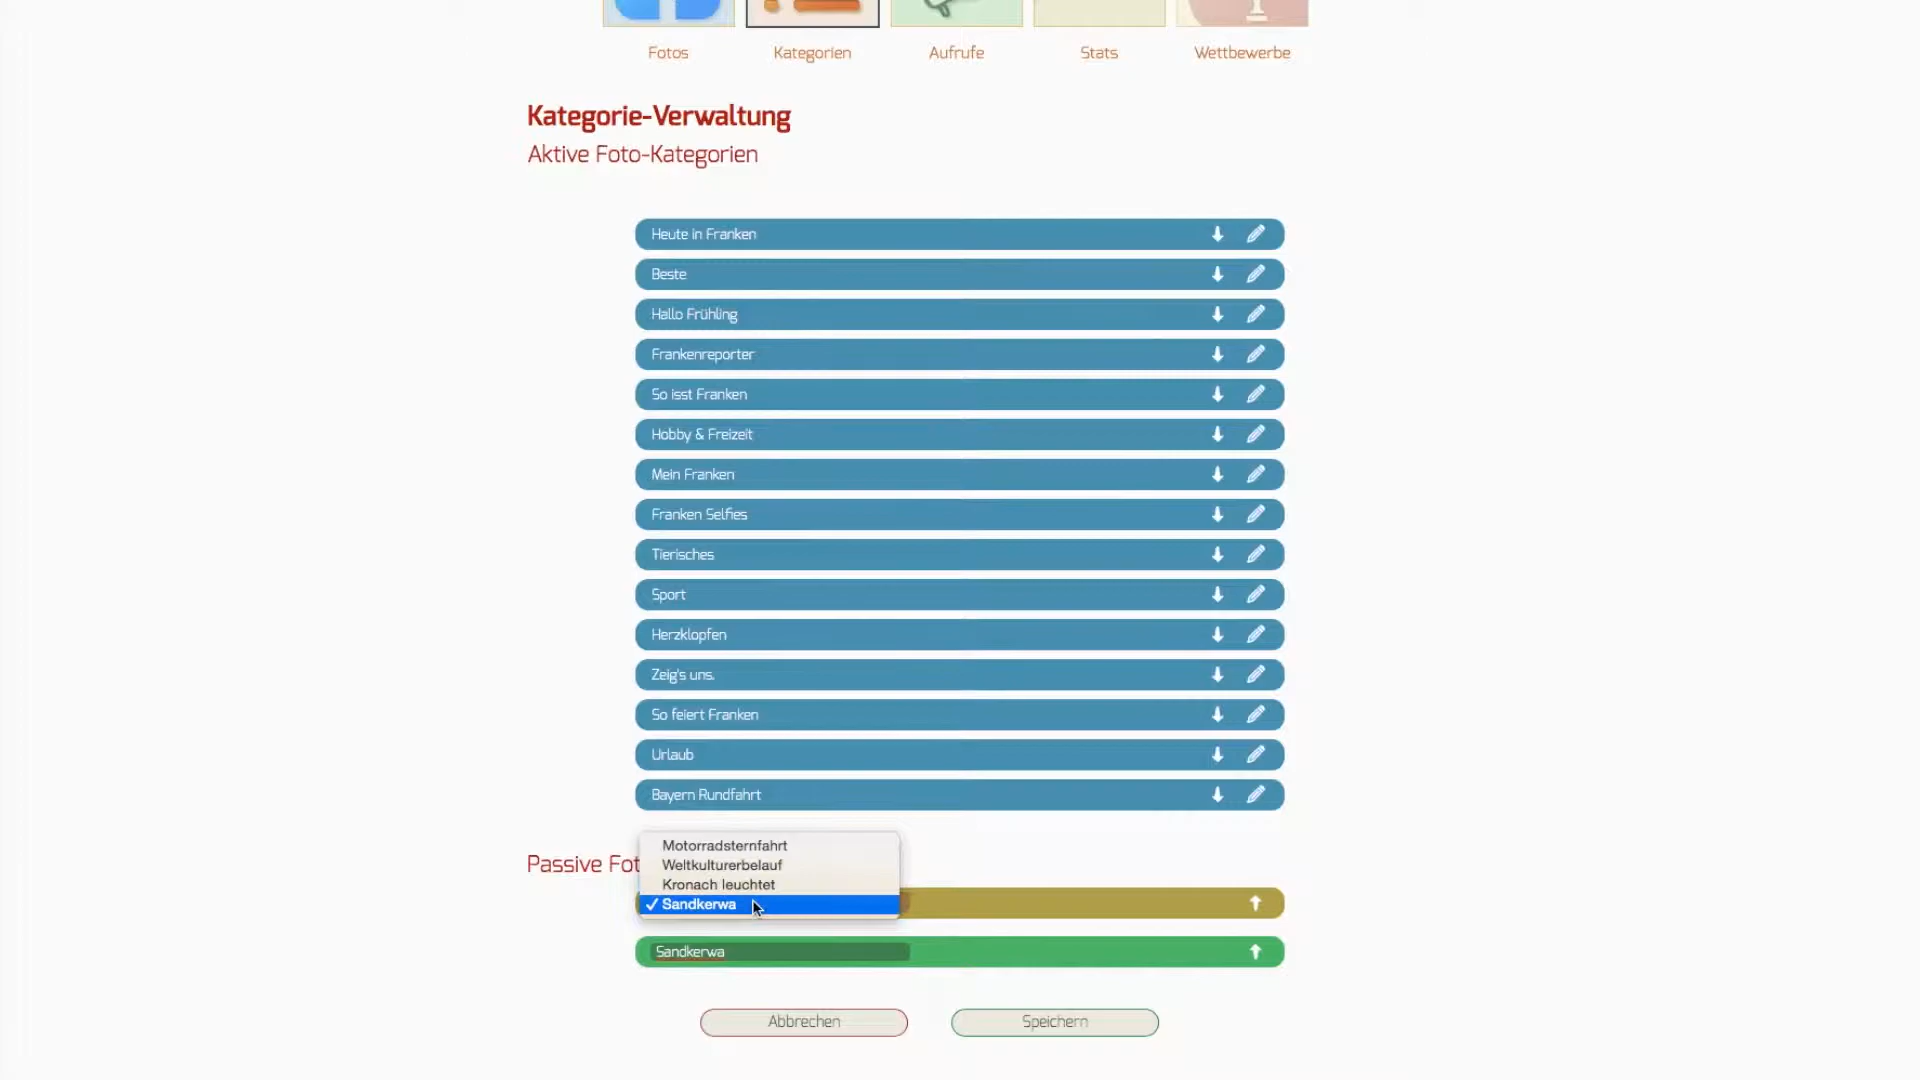 Fotos
Kategorien
Aufrufe
Stats
Wettbewerbe
Kategorie-Verwaltung
Aktive Foto-Kategorien
Heute in Franken
Beste
Hallo Frühling
Frankenreporter
So isst Franken
Hobby & Freizeit
Mein Franken
Franken Selfies
Tierisches
Sport
Herzklopfen
Zeig's uns.
So feiert Franken
Urlaub
Bayern Rundfahrt
Passive Fot
Motorradsternfahrt
Weltkulturerbelauf
Kronach leuchtet
✓ Sandkerwa
Sandkerwa
Abbrechen
Speichern